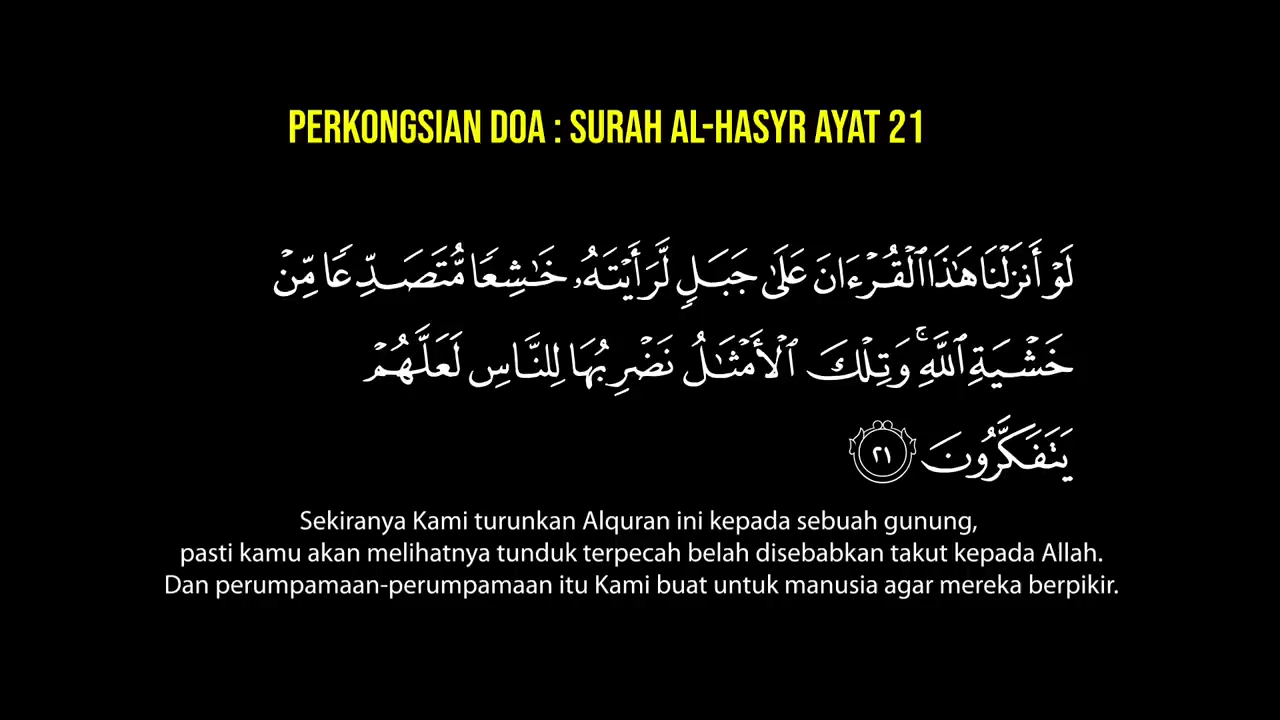 PERKONGSIAN DOA : SURAH AL-HASYR AYAT 21
لَوْ أَنزَلْنَا هَٰذَا ٱلْقُرْءَانَ عَلَىٰ جَبَلٍ لَّرَأَيْتَهُۥ خَٰشِعًا مُّتَصَدِّعًا مِّنْ
خَشْيَةِ ٱللَّهِ ۚ وَتِلْكَ ٱلْأَمْثَٰلُ نَضْرِبُهَا لِلنَّاسِ لَعَلَّهُمْ
يَتَفَكَّرُونَ ٢١
Sekiranya Kami turunkan Alquran ini kepada sebuah gunung,
pasti kamu akan melihatnya tunduk terpecah belah disebabkan takut kepada Allah.
Dan perumpamaan-perumpamaan itu Kami buat untuk manusia agar mereka berpikir.